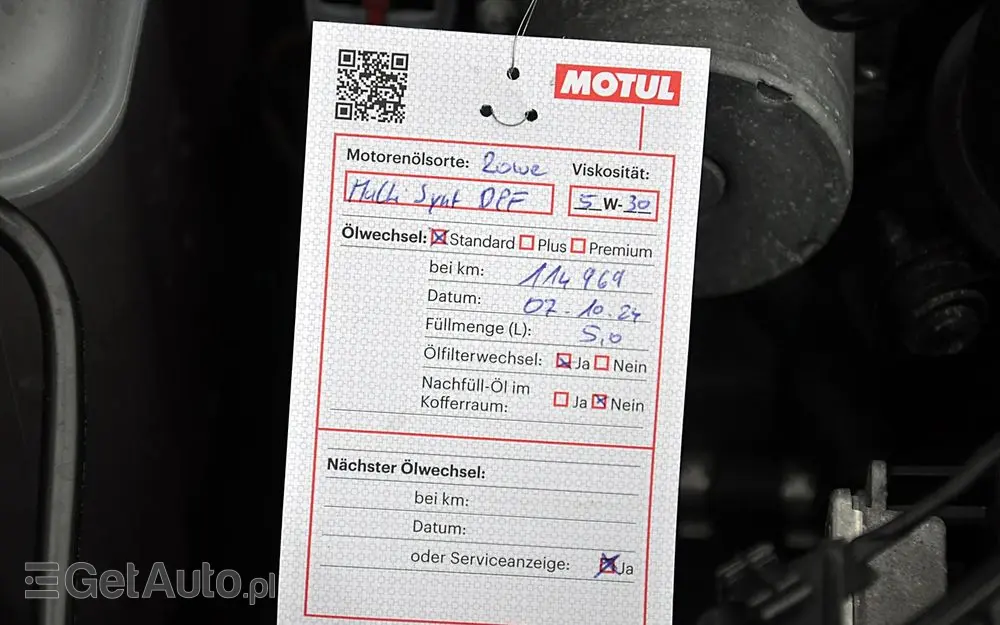 MOTUL
Motorenölsorte: Rowe
Viskosität:
Multi Synt DPF
5 W-30
Ölwechsel: Standard Plus Premium
bei km: 114 969
Datum: 07.10.24
Füllmenge (L): 5,0
Ölfilterwechsel: Ja Nein
Nachfüll-Öl im
Kofferraum: Ja Nein
Nächster Ölwechsel:
bei km:
Datum:
oder Serviceanzeige: Ja
GetAuto.pl